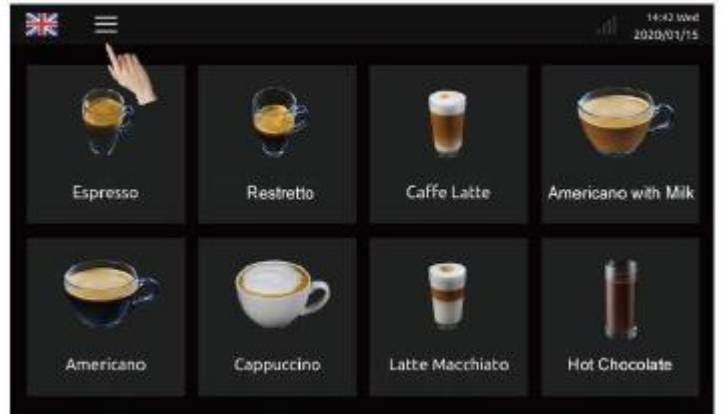 14:42 Wed
2020/01/15
Espresso
Restretto
Caffe Latte
Americano with Milk
Americano
Cappuccino
Latte Macchiato
Hot Chocolate